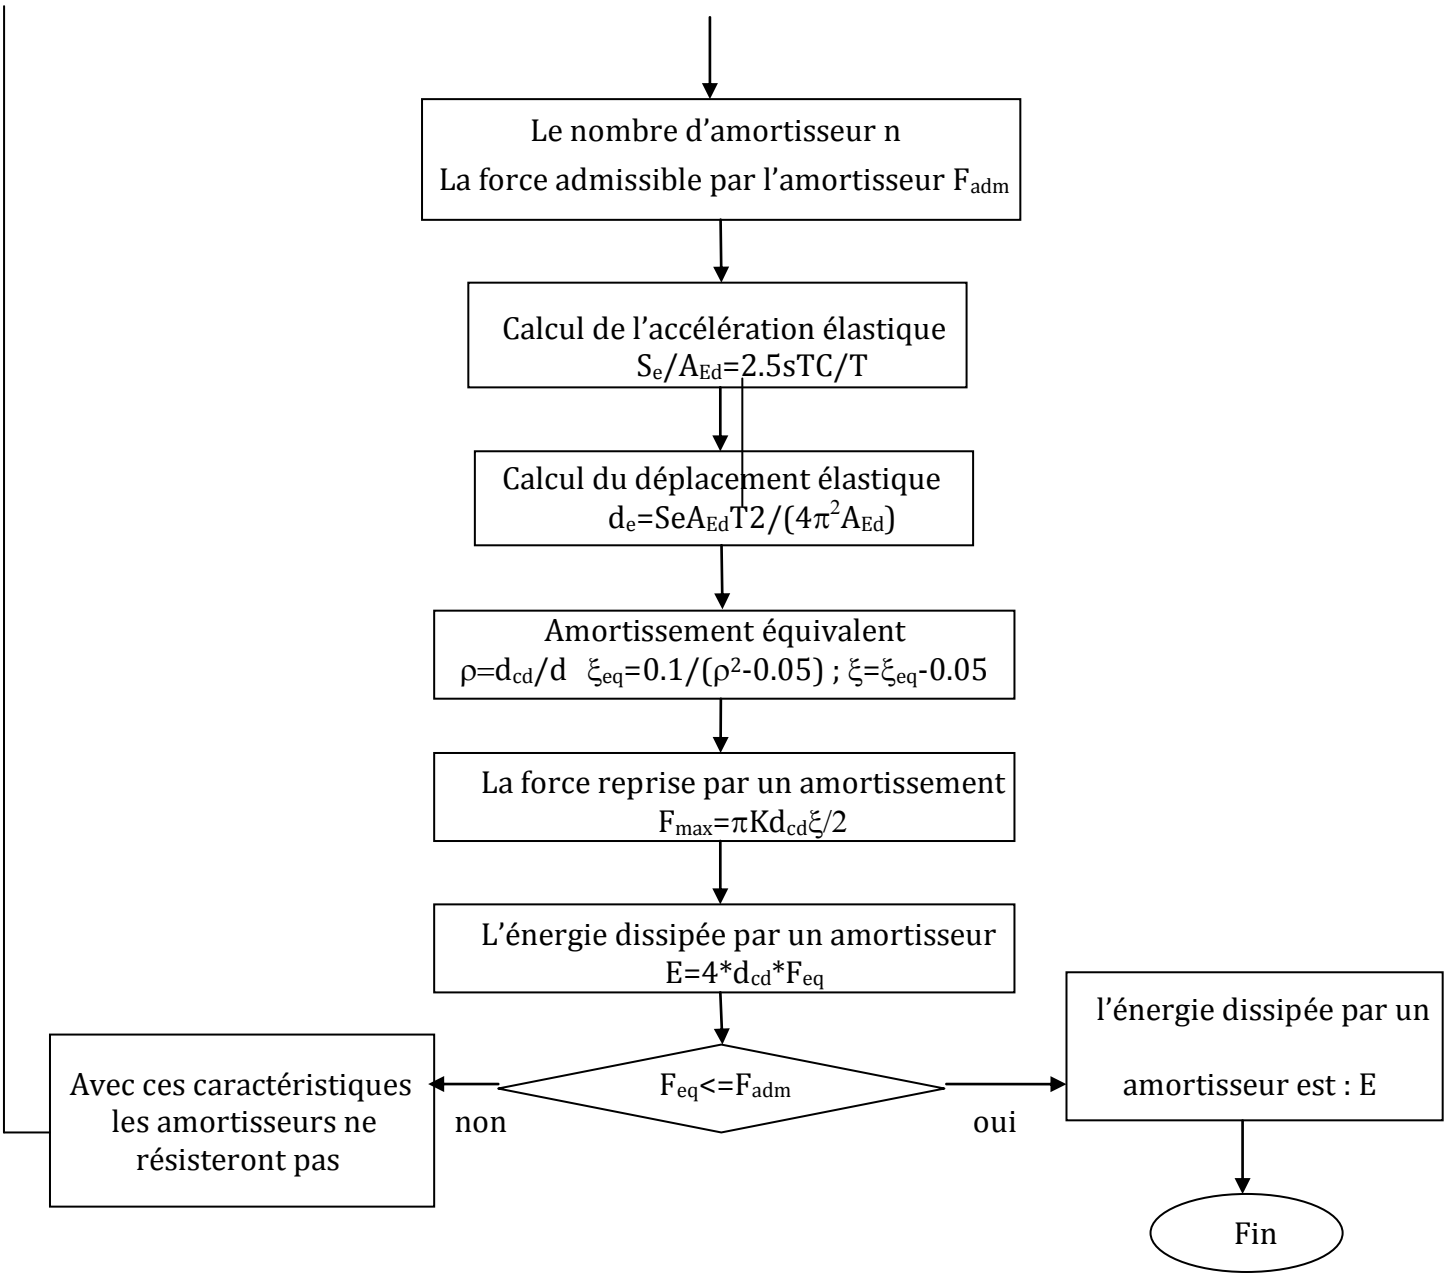 Le nombre d’amortisseur n
La force admissible par l’amortisseur Fadm
Calcul de l’accélération élastique
Se/AEd=2.5sTC/T
Calcul du déplacement élastique
de=SeAEdT2/(4π²AEd)
Amortissement équivalent
ρ=dcd/d ξeq=0.1/(ρ²-0.05) ; ξ=ξeq-0.05
La force reprise par un amortissement
Fmax=πKdcdξ/2
L’énergie dissipée par un amortisseur
E=4*dcd*Feq
Feq<=Fadm
non
oui
Avec ces caractéristiques
les amortisseurs ne
résisteront pas
l’énergie dissipée par un
amortisseur est : E
Fin